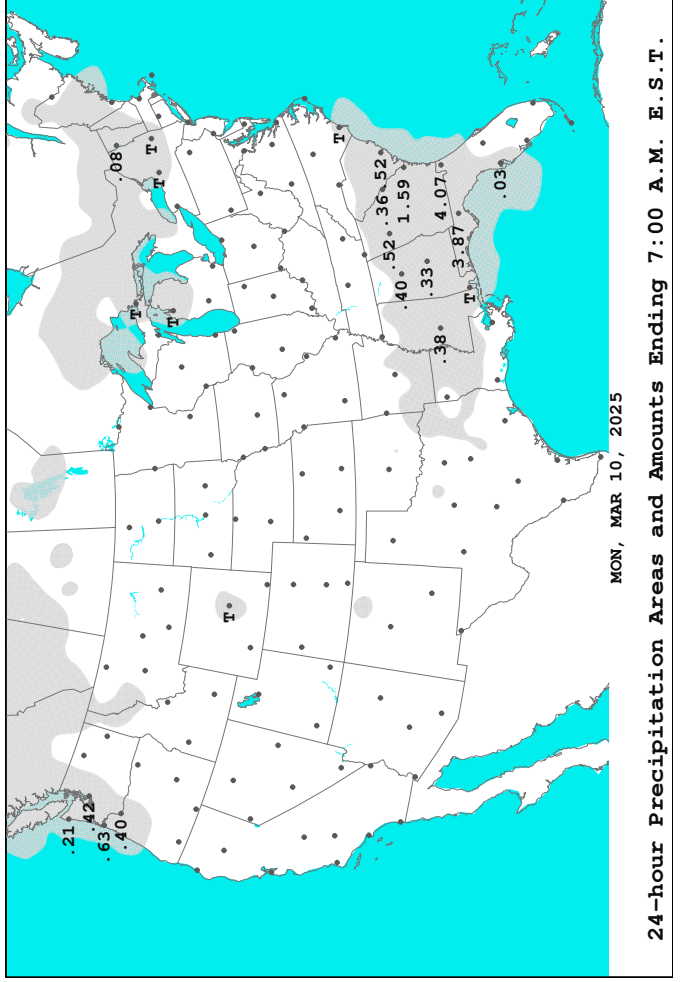 .21
.42
.63
.08
.40
T
T
T
T
T
T
.36 .52
.52
.40
1.59
.33
.38
4.07
3.87
T
.03
MON, MAR 10, 2025
24-hour Precipitation Areas and Amounts Ending 7:00 A.M. E.S.T.